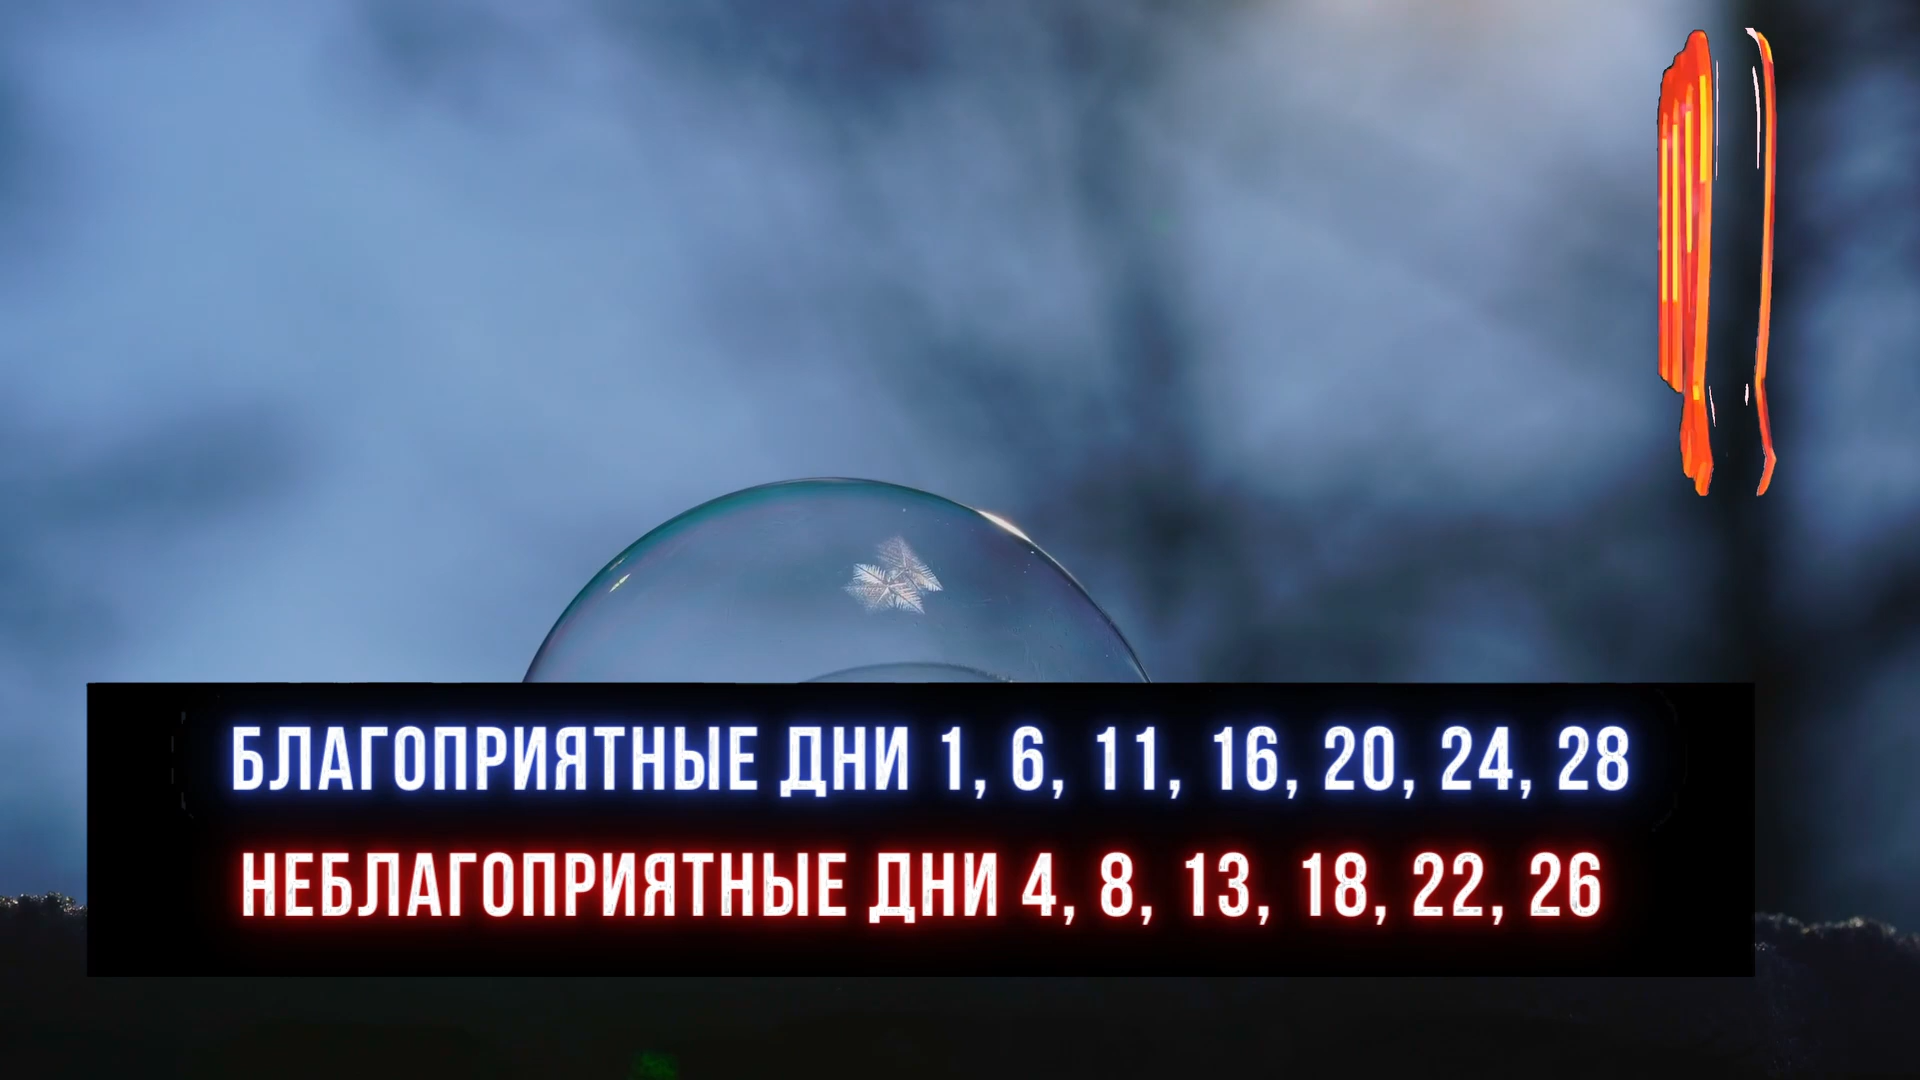 БЛАГОПРИЯТНЫЕ ДНИ 1, 6, 11, 16, 20, 24, 28
НЕБЛАГОПРИЯТНЫЕ ДНИ 4, 8, 13, 18, 22, 26